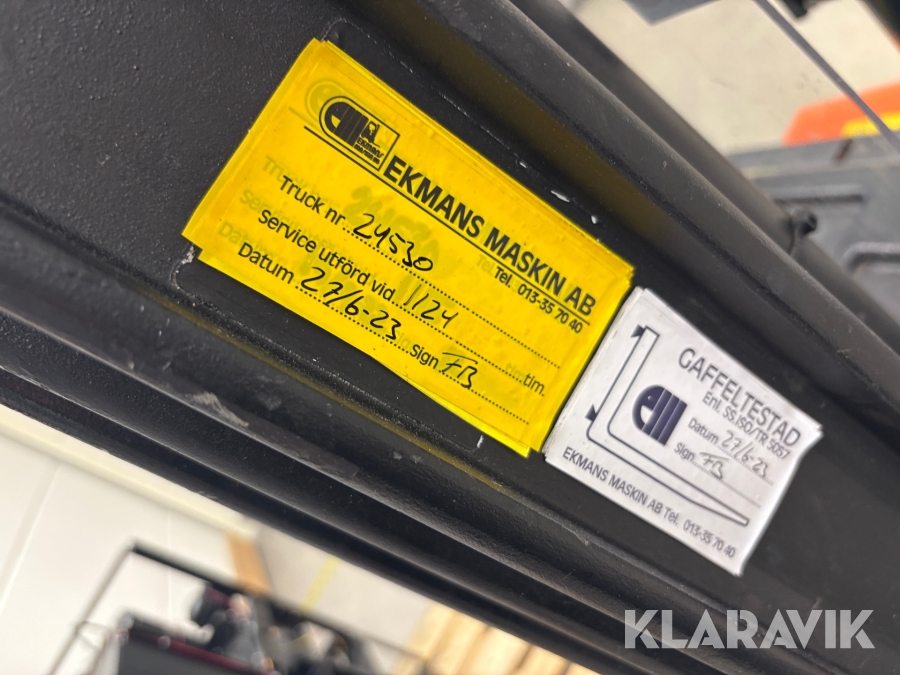 EKMANS MASKIN AB
Tel. 013-35 70 40
Truck nr. 24530
Service utförd vid 1124 tim.
Datum 27/6-23 Sign. FB
GAFFELTESTAD
Enl. SS.ISO/TR 5057
Datum 27/6-23
Sign. FB
EKMANS MASKIN AB Tel. 013-35 70 40
KLARAVIK